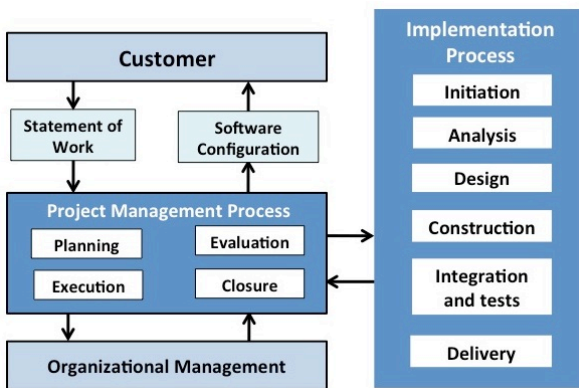 Customer
Statement of
Work
Software
Configuration
Project Management Process
Planning
Evaluation
Execution
Closure
Organizational Management
Implementation
Process
Initiation
Analysis
Design
Construction
Integration
and tests
Delivery